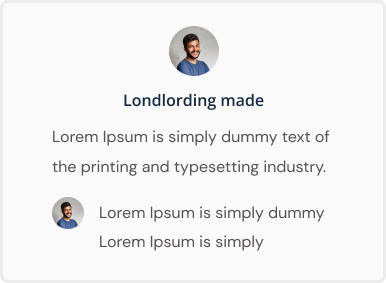 Londlording made
Lorem Ipsum is simply dummy text of
the printing and typesetting industry.
Lorem Ipsum is simply dummy
Lorem Ipsum is simply